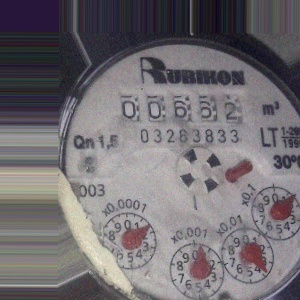 RUBIKON
00662 m³
03283833
Qn 1,5
LT
30°
003
x0,0001
x0,001
x0,01
x0,1